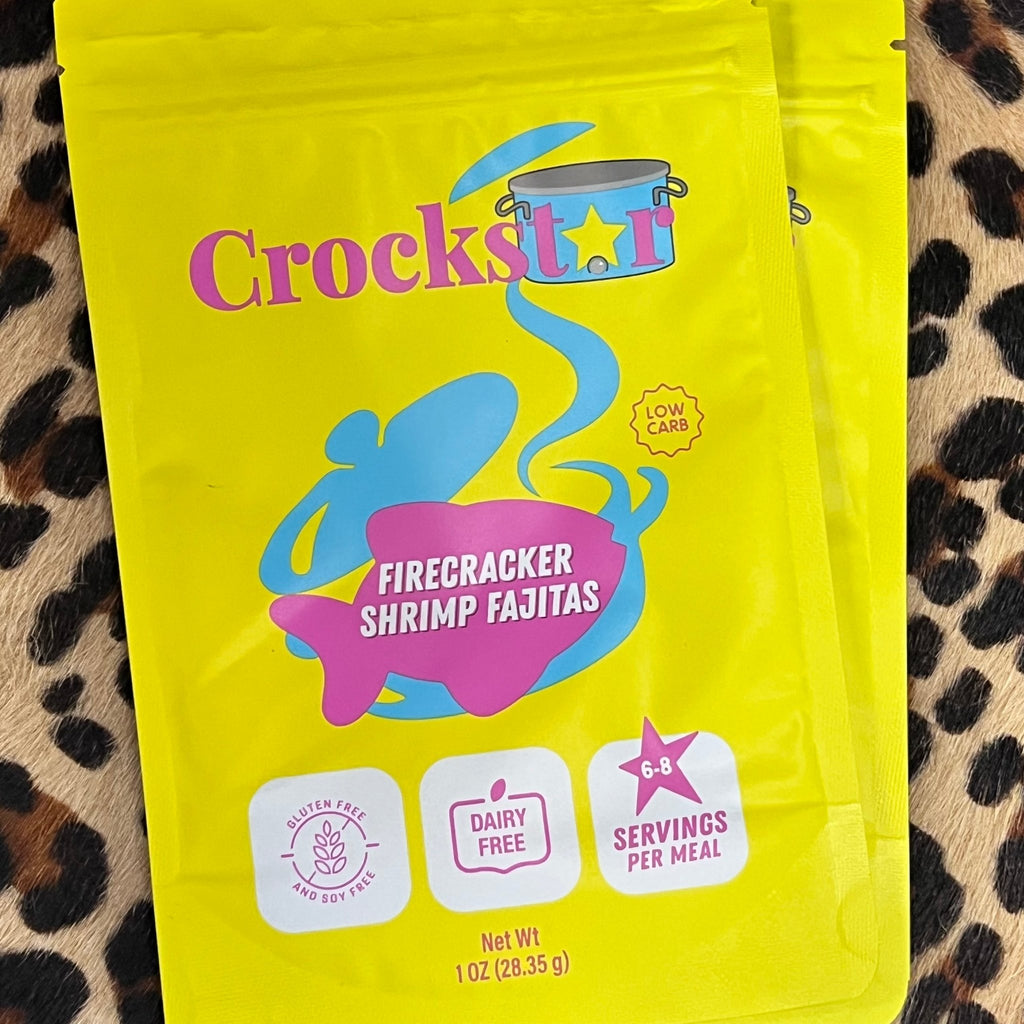 Crockstar
LOW
CARB
FIRECRACKER
SHRIMP FAJITAS
GLUTEN FREE
AND SOY FREE
DAIRY
FREE
6-8
SERVINGS
PER MEAL
Net Wt
1 OZ (28.35 g)